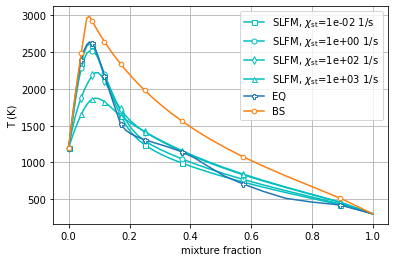 3000
2500
2000
1500
1000
500
T (K)
SLFM, χst=1e-02 1/s
SLFM, χst=1e+00 1/s
SLFM, χst=1e+02 1/s
SLFM, χst=1e+03 1/s
EQ
BS
0.0 0.2 0.4 0.6 0.8 1.0
mixture fraction